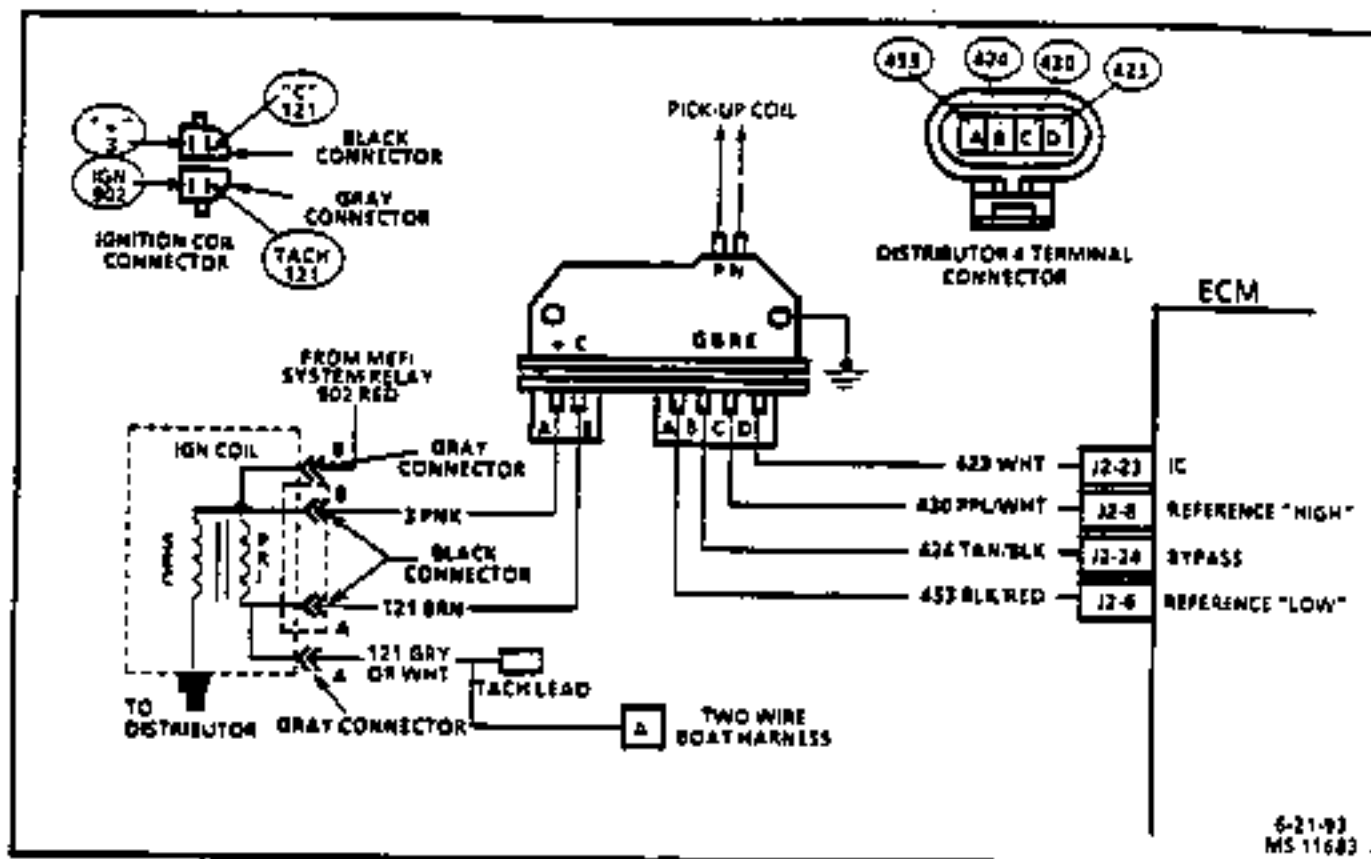 "C"
121
"+"
3
BLACK
CONNECTOR
IGN
902
GRAY
CONNECTOR
IGNITION COIL
CONNECTOR
TACH
121
PICK-UP COIL
453
424
430
423
A B C D
DISTRIBUTOR 4 TERMINAL
CONNECTOR
P N
+ C
G B R E
ECM
FROM MEFI
SYSTEM RELAY
902 RED
IGN COIL
B
GRAY
CONNECTOR
B
3 PNK
A B
A B C D
PRI
BLACK
CONNECTOR
121 BRN
A
121 GRY
OR WHT
A
TACH LEAD
TO
DISTRIBUTOR
GRAY CONNECTOR
A
TWO WIRE
BOAT HARNESS
423 WHT
J2-23
IC
430 PPL/WHT
J2-8
REFERENCE "HIGH"
424 TAN/BLK
J2-24
BYPASS
453 BLK/RED
J2-6
REFERENCE "LOW"
6-21-93
MS 11683